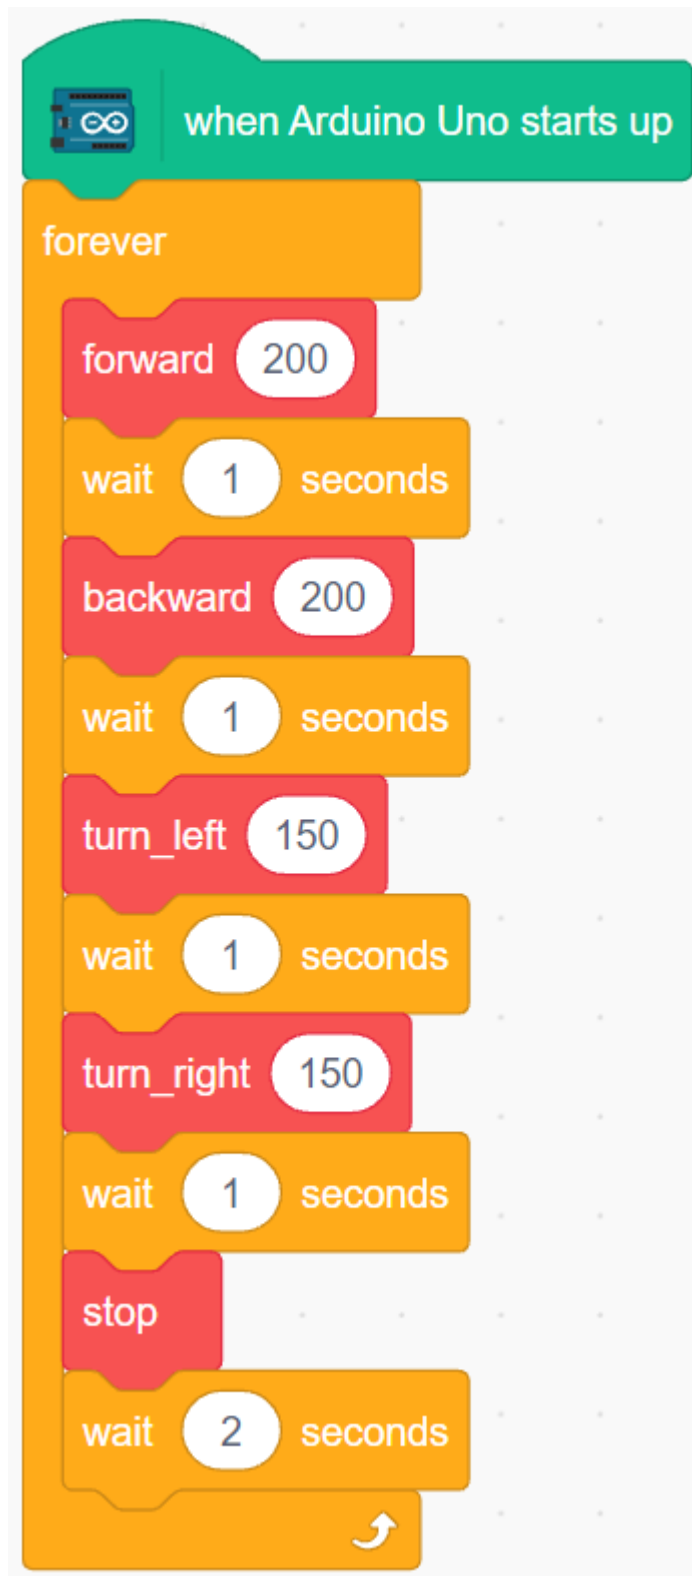 when Arduino Uno starts up
forever
forward 200
wait 1 seconds
backward 200
wait 1 seconds
turn_left 150
wait 1 seconds
turn_right 150
wait 1 seconds
stop
wait 2 seconds